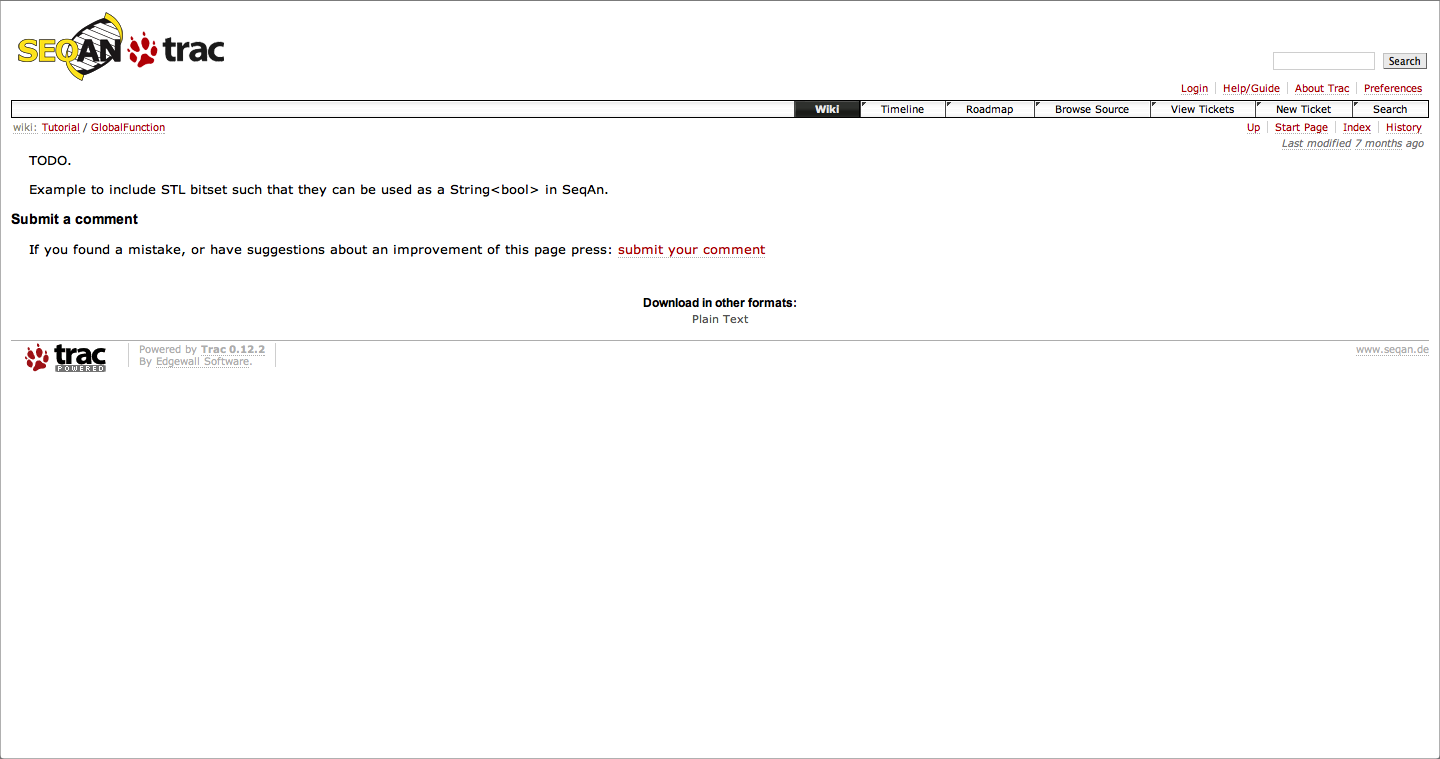 SEQAN trac
Search
Login Help/Guide About Trac Preferences
Wiki Timeline Roadmap Browse Source View Tickets New Ticket Search
wiki: Tutorial / GlobalFunction Up Start Page Index History
Last modified 7 months ago
TODO.
Example to include STL bitset such that they can be used as a String<bool> in SeqAn.
Submit a comment
If you found a mistake, or have suggestions about an improvement of this page press: submit your comment
Download in other formats:
Plain Text
trac POWERED
Powered by Trac 0.12.2
By Edgewall Software.
www.seqan.de